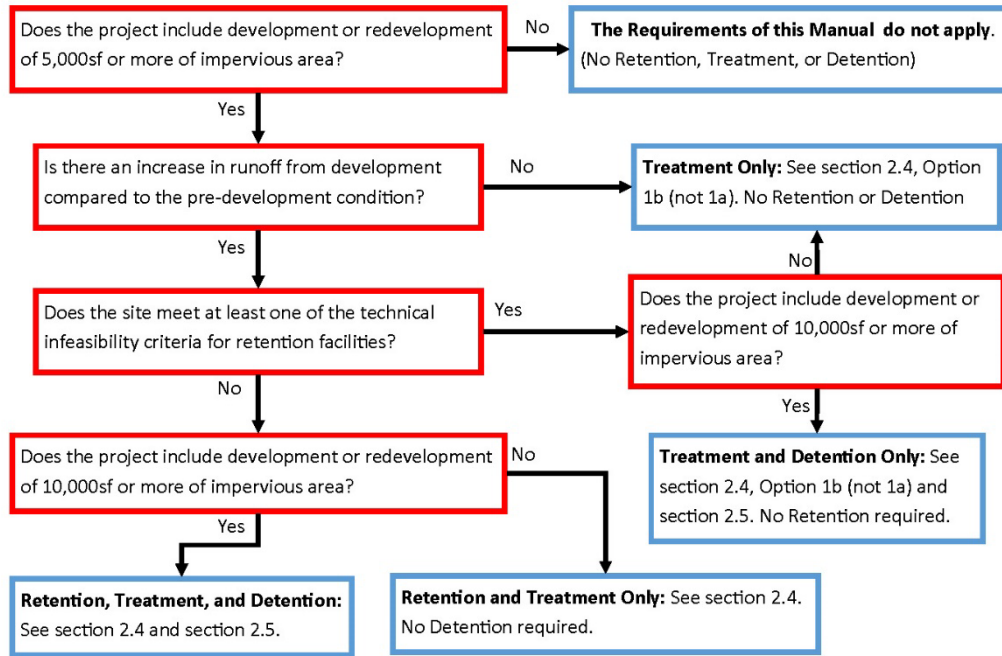 Does the project include development or redevelopment
of 5,000sf or more of impervious area?
No
The Requirements of this Manual do not apply.
(No Retention, Treatment, or Detention)
Yes
Is there an increase in runoff from development
compared to the pre-development condition?
No
Treatment Only: See section 2.4, Option
1b (not 1a). No Retention or Detention
Yes
No
Does the site meet at least one of the technical
infeasibility criteria for retention facilities?
Yes
Does the project include development or
redevelopment of 10,000sf or more of
impervious area?
No
Yes
Does the project include development or redevelopment
of 10,000sf or more of impervious area?
No
Treatment and Detention Only: See
section 2.4, Option 1b (not 1a) and
section 2.5. No Retention required.
Yes
Retention, Treatment, and Detention:
See section 2.4 and section 2.5.
Retention and Treatment Only: See section 2.4.
No Detention required.